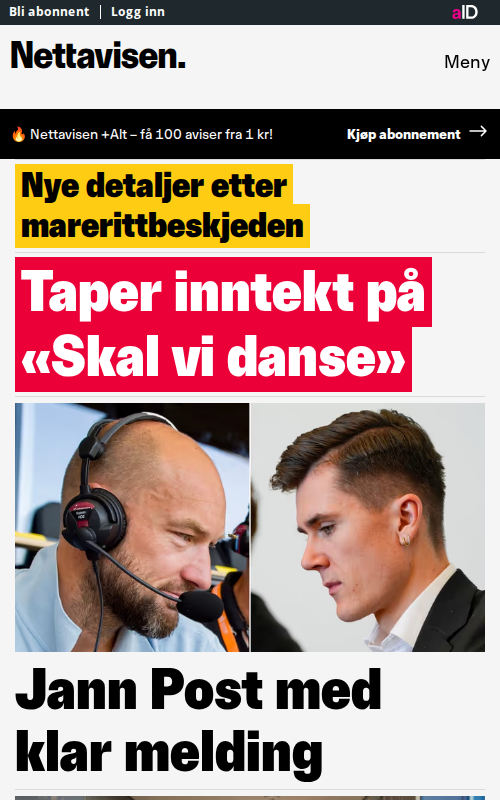 Bli abonnent | Logg inn
aID
Nettavisen.
Meny
🔥 Nettavisen +Alt – få 100 aviser fra 1 kr!
Kjøp abonnement →
Nye detaljer etter
marerittbeskjeden
Taper inntekt på
«Skal vi danse»
Jann Post med
klar melding